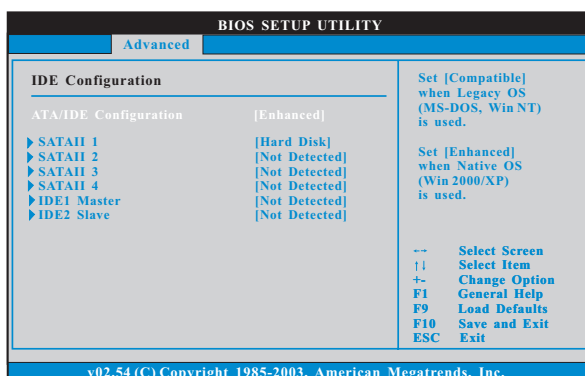 BIOS SETUP UTILITY
Advanced
IDE Configuration
ATA/IDE Configuration [Enhanced]
SATAII 1 [Hard Disk]
SATAII 2 [Not Detected]
SATAII 3 [Not Detected]
SATAII 4 [Not Detected]
IDE1 Master [Not Detected]
IDE2 Slave [Not Detected]
Set [Compatible]
when Legacy OS
(MS-DOS, Win NT)
is used.
Set [Enhanced]
when Native OS
(Win 2000/XP)
is used.
↔ Select Screen
↑↓ Select Item
+- Change Option
F1 General Help
F9 Load Defaults
F10 Save and Exit
ESC Exit
v02.54 (C) Copyright 1985-2003, American Megatrends, Inc.